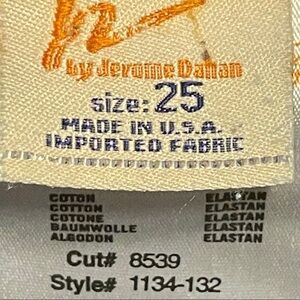 by Jerome Dahan
size: 25
MADE IN U.S.A.
IMPORTED FABRIC
COTON ELASTAN
COTTON ELASTAN
COTONE ELASTAN
BAUMWOLLE ELASTAN
ALGODON ELASTAN
Cut# 8539
Style# 1134-132